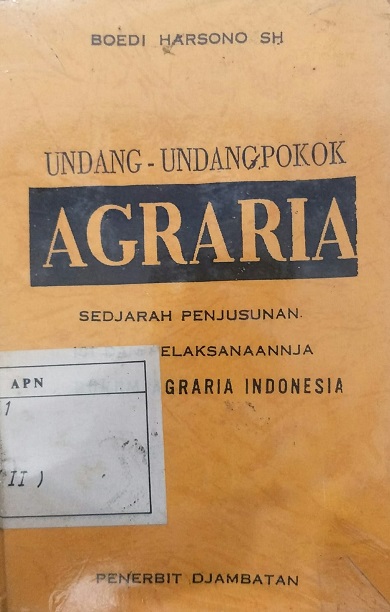 BOEDI HARSONO SH
UNDANG - UNDANG POKOK
AGRARIA
SEDJARAH PENJUSUNAN
ELAKSANAANNJA
APN
GRARIA INDONESIA
1
II )
PENERBIT DJAMBATAN